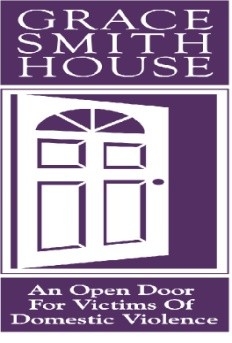 GRACE
SMITH
HOUSE
An Open Door
For Victims Of
Domestic Violence